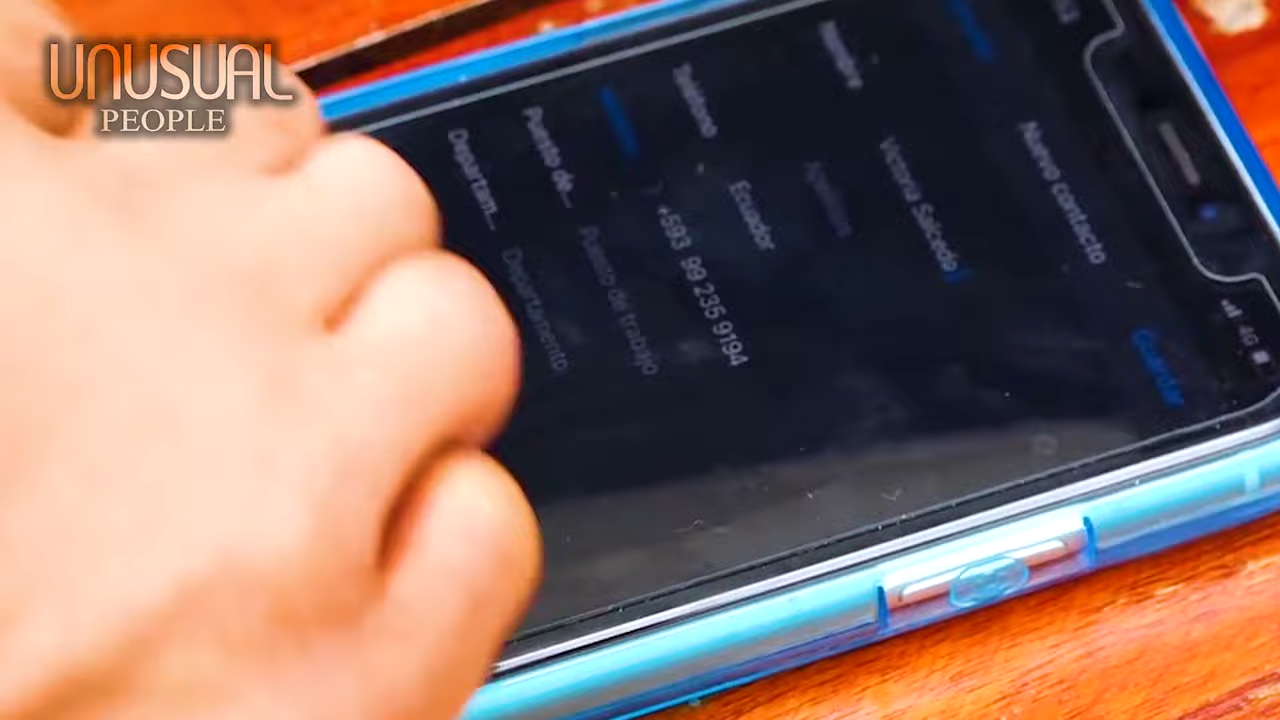 UNUSUAL
PEOPLE
4G
Nuevo contacto
Guardar
Nombre
Victoria Salcedo
Teléfono
Ecuador
+593 99 235 9194
Puesto de... Puesto de trabajo
Departam... Departamento